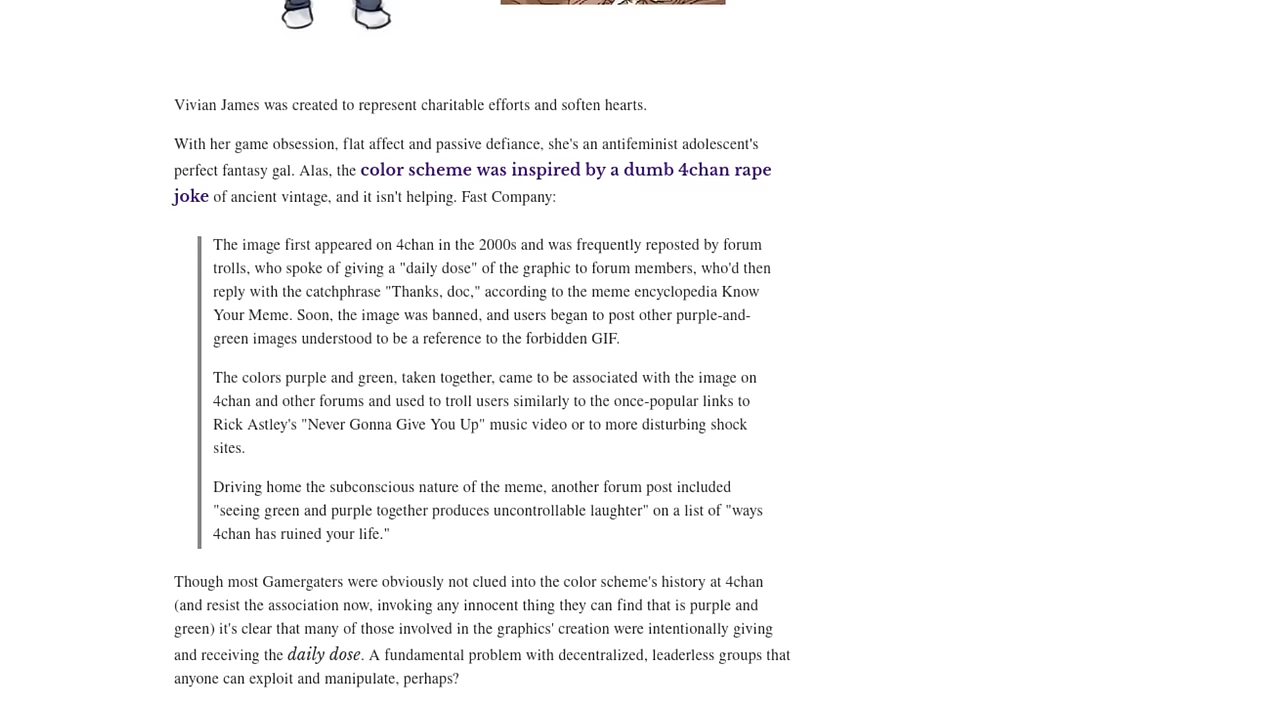 Vivian James was created to represent charitable efforts and soften hearts.
With her game obsession, flat affect and passive defiance, she's an antifeminist adolescent's
perfect fantasy gal. Alas, the color scheme was inspired by a dumb 4chan rape
joke of ancient vintage, and it isn't helping. Fast Company:
The image first appeared on 4chan in the 2000s and was frequently reposted by forum
trolls, who spoke of giving a "daily dose" of the graphic to forum members, who'd then
reply with the catchphrase "Thanks, doc," according to the meme encyclopedia Know
Your Meme. Soon, the image was banned, and users began to post other purple-and-
green images understood to be a reference to the forbidden GIF.
The colors purple and green, taken together, came to be associated with the image on
4chan and other forums and used to troll users similarly to the once-popular links to
Rick Astley's "Never Gonna Give You Up" music video or to more disturbing shock
sites.
Driving home the subconscious nature of the meme, another forum post included
"seeing green and purple together produces uncontrollable laughter" on a list of "ways
4chan has ruined your life."
Though most Gamergaters were obviously not clued into the color scheme's history at 4chan
(and resist the association now, invoking any innocent thing they can find that is purple and
green) it's clear that many of those involved in the graphics' creation were intentionally giving
and receiving the daily dose. A fundamental problem with decentralized, leaderless groups that
anyone can exploit and manipulate, perhaps?